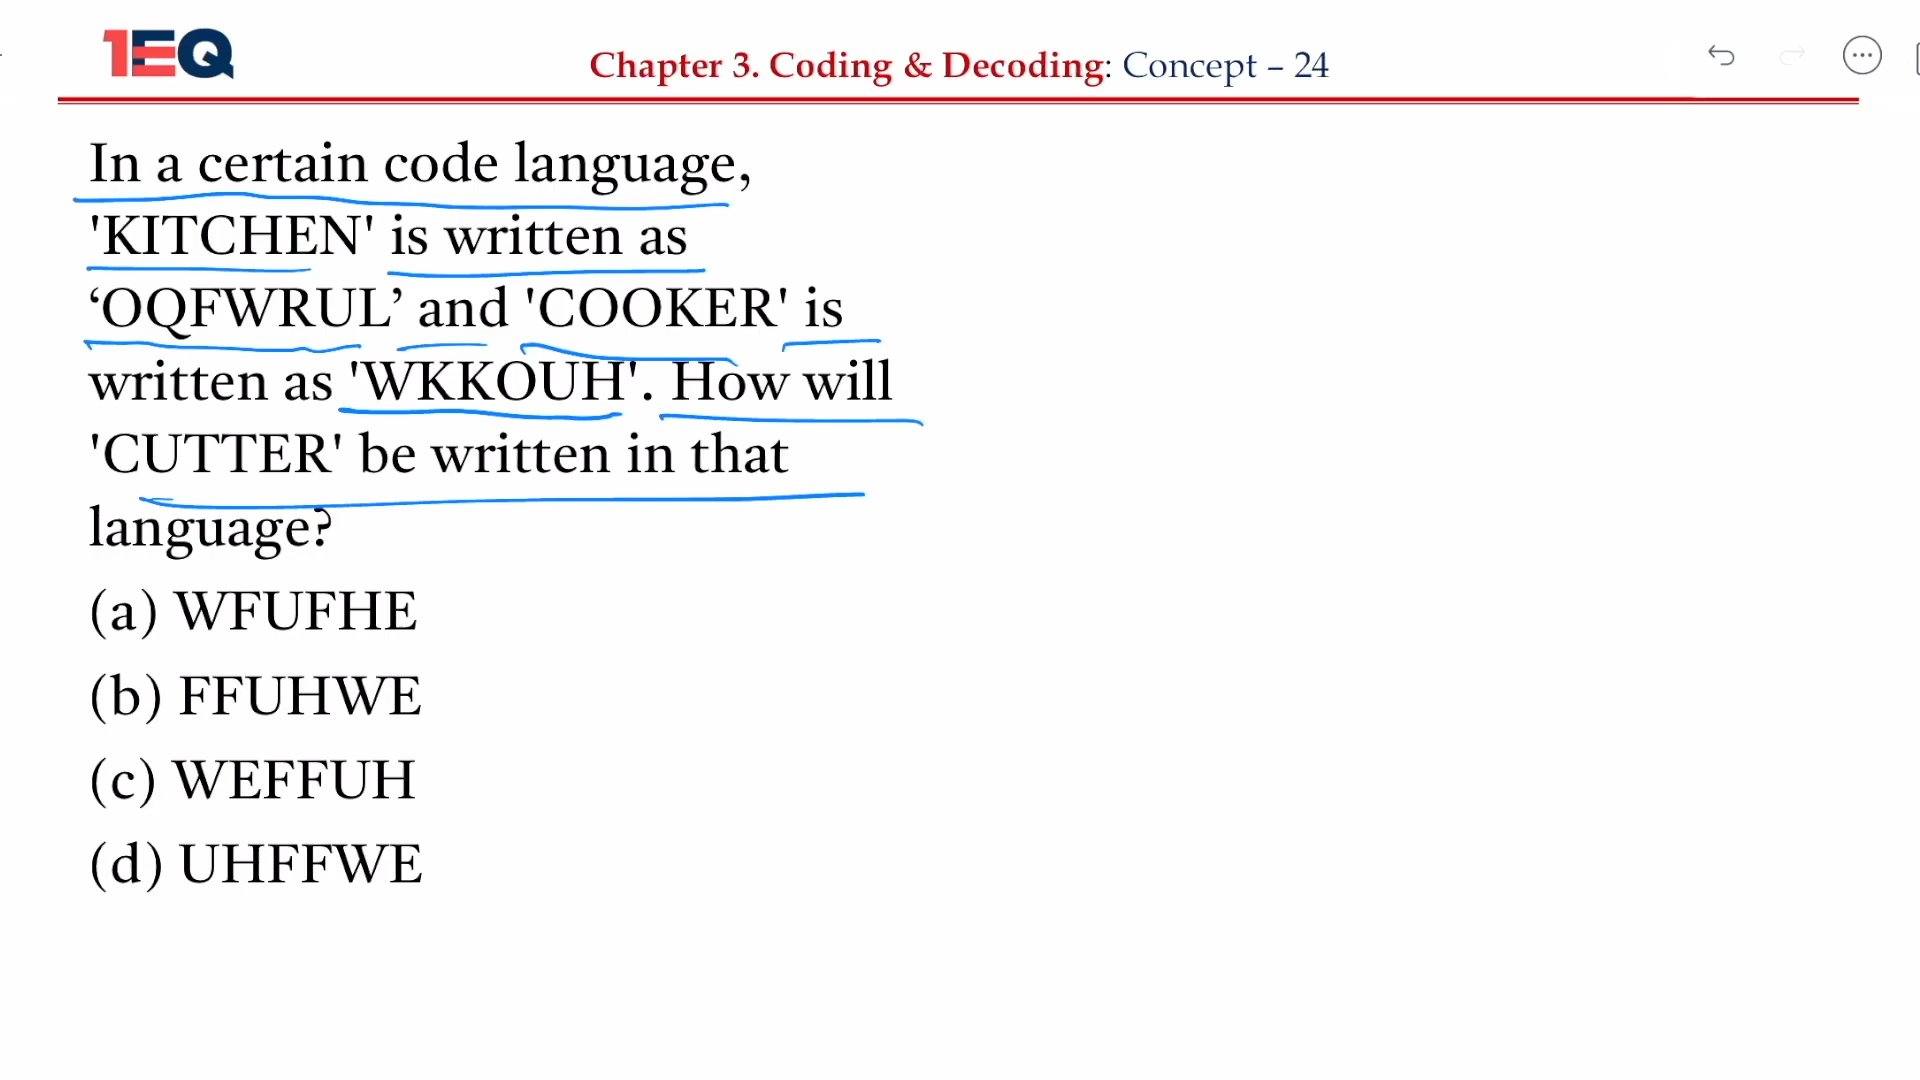 1EQ
Chapter 3. Coding & Decoding: Concept – 24
In a certain code language,
'KITCHEN' is written as
‘OQFWRUL’ and 'COOKER' is
written as 'WKKOUH'. How will
'CUTTER' be written in that
language?
(a) WFUFHE
(b) FFUHWE
(c) WEFFUH
(d) UHFFWE